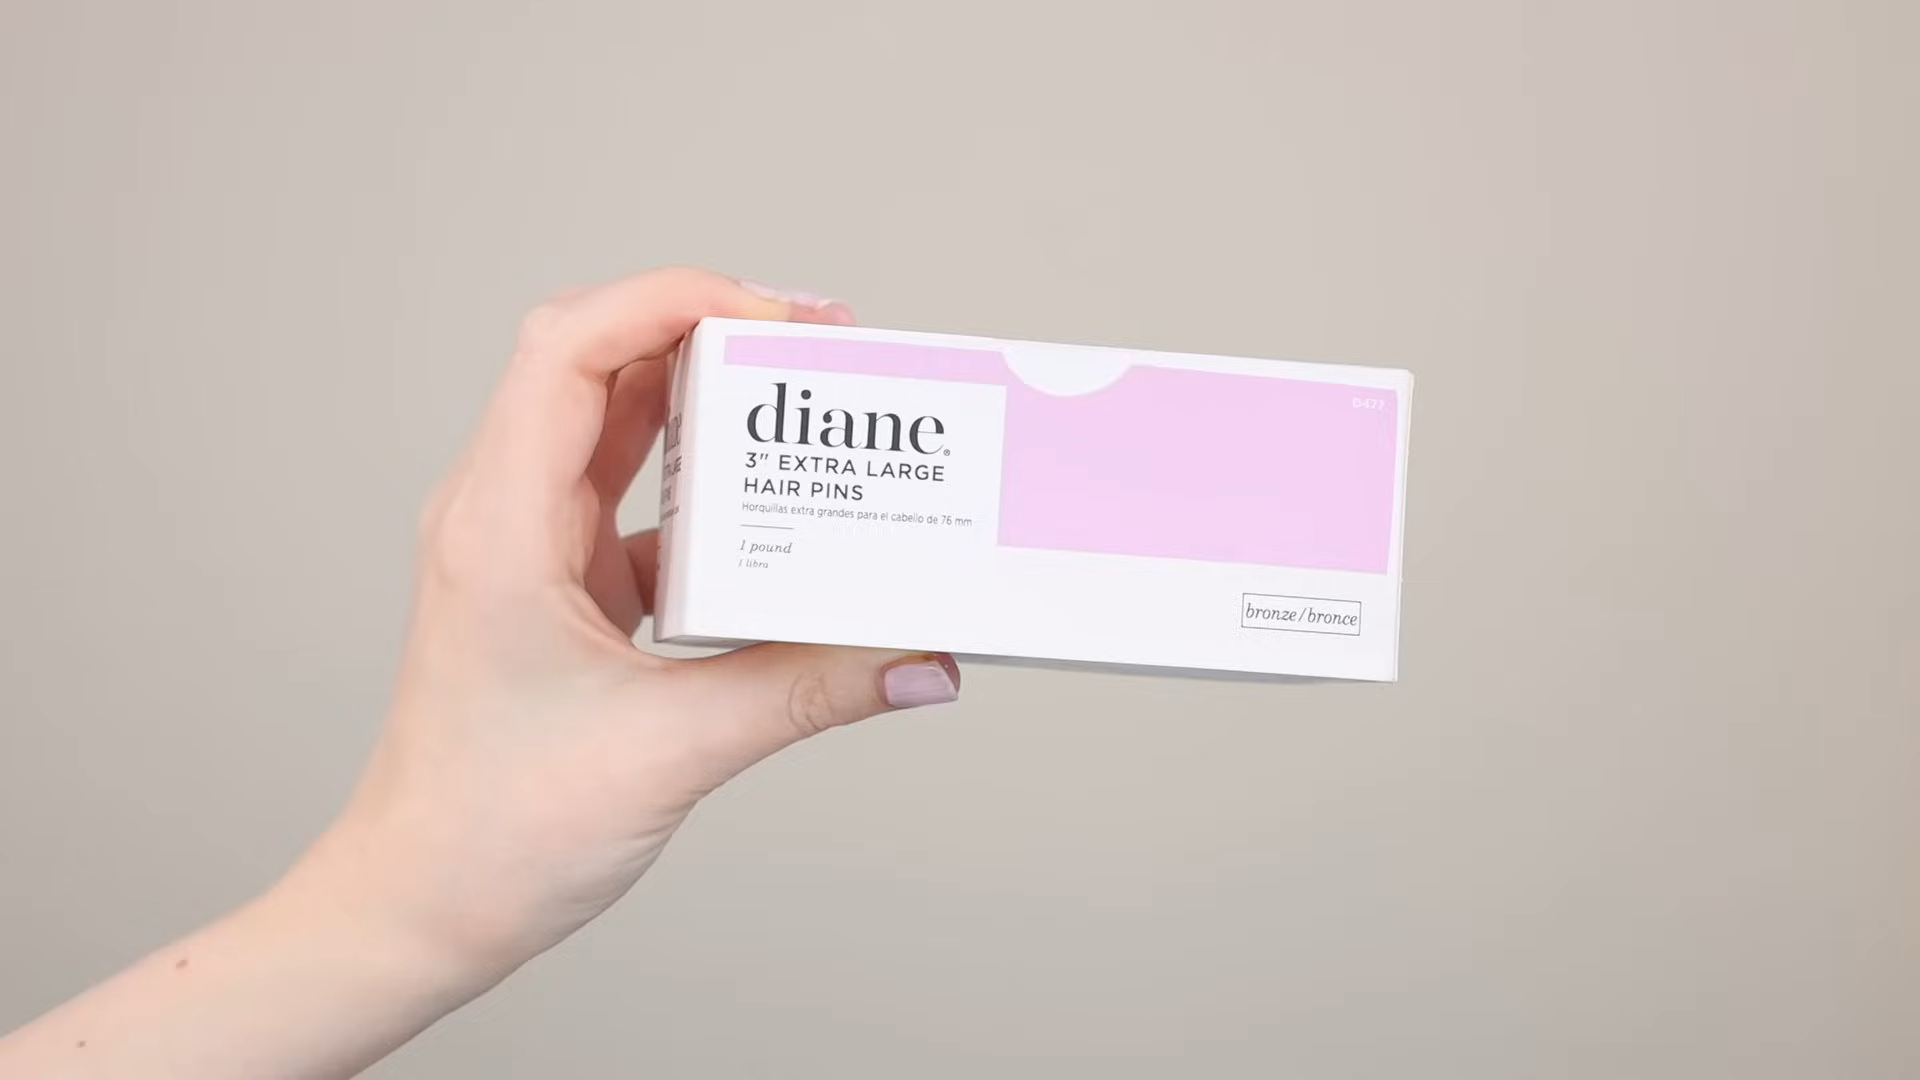 diane®
3" EXTRA LARGE
HAIR PINS
Horquillas extra grandes para el cabello de 76 mm
1 pound
1 libra
D477
bronze/bronce